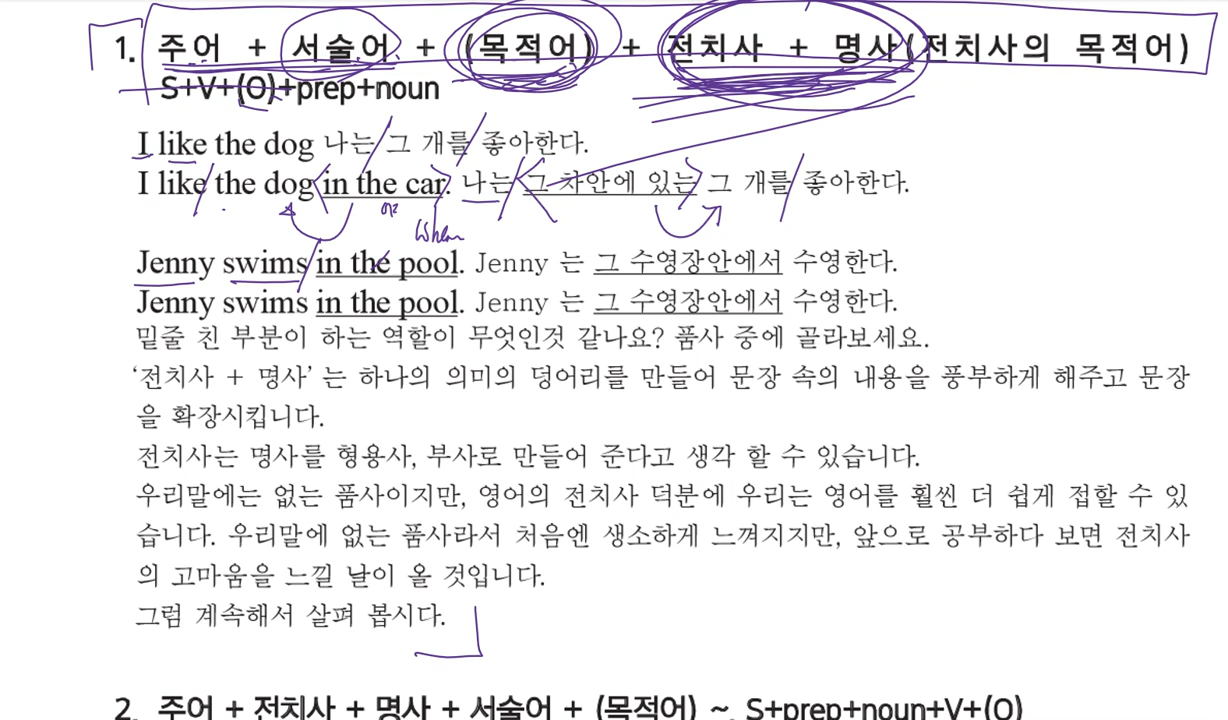 1. 주어 + 서술어 + (목적어) + 전치사 + 명사(전치사의 목적어)
S+V+(O)+prep+noun
I like the dog 나는 그 개를 좋아한다.
I like the dog in the car. 나는 그 차안에 있는 그 개를 좋아한다.
Jenny swims in the pool. Jenny 는 그 수영장안에서 수영한다.
Jenny swims in the pool. Jenny 는 그 수영장안에서 수영한다.
밑줄 친 부분이 하는 역할이 무엇인것 같나요? 품사 중에 골라보세요.
‘전치사 + 명사’ 는 하나의 의미의 덩어리를 만들어 문장 속의 내용을 풍부하게 해주고 문장
을 확장시킵니다.
전치사는 명사를 형용사, 부사로 만들어 준다고 생각 할 수 있습니다.
우리말에는 없는 품사이지만, 영어의 전치사 덕분에 우리는 영어를 훨씬 더 쉽게 접할 수 있
습니다. 우리말에 없는 품사라서 처음엔 생소하게 느껴지지만, 앞으로 공부하다 보면 전치사
의 고마움을 느낄 날이 올 것입니다.
그럼 계속해서 살펴 봅시다.
2. 주어 + 전치사 + 명사 + 서술어 + (목적어) ~. S+prep+noun+V+(O)